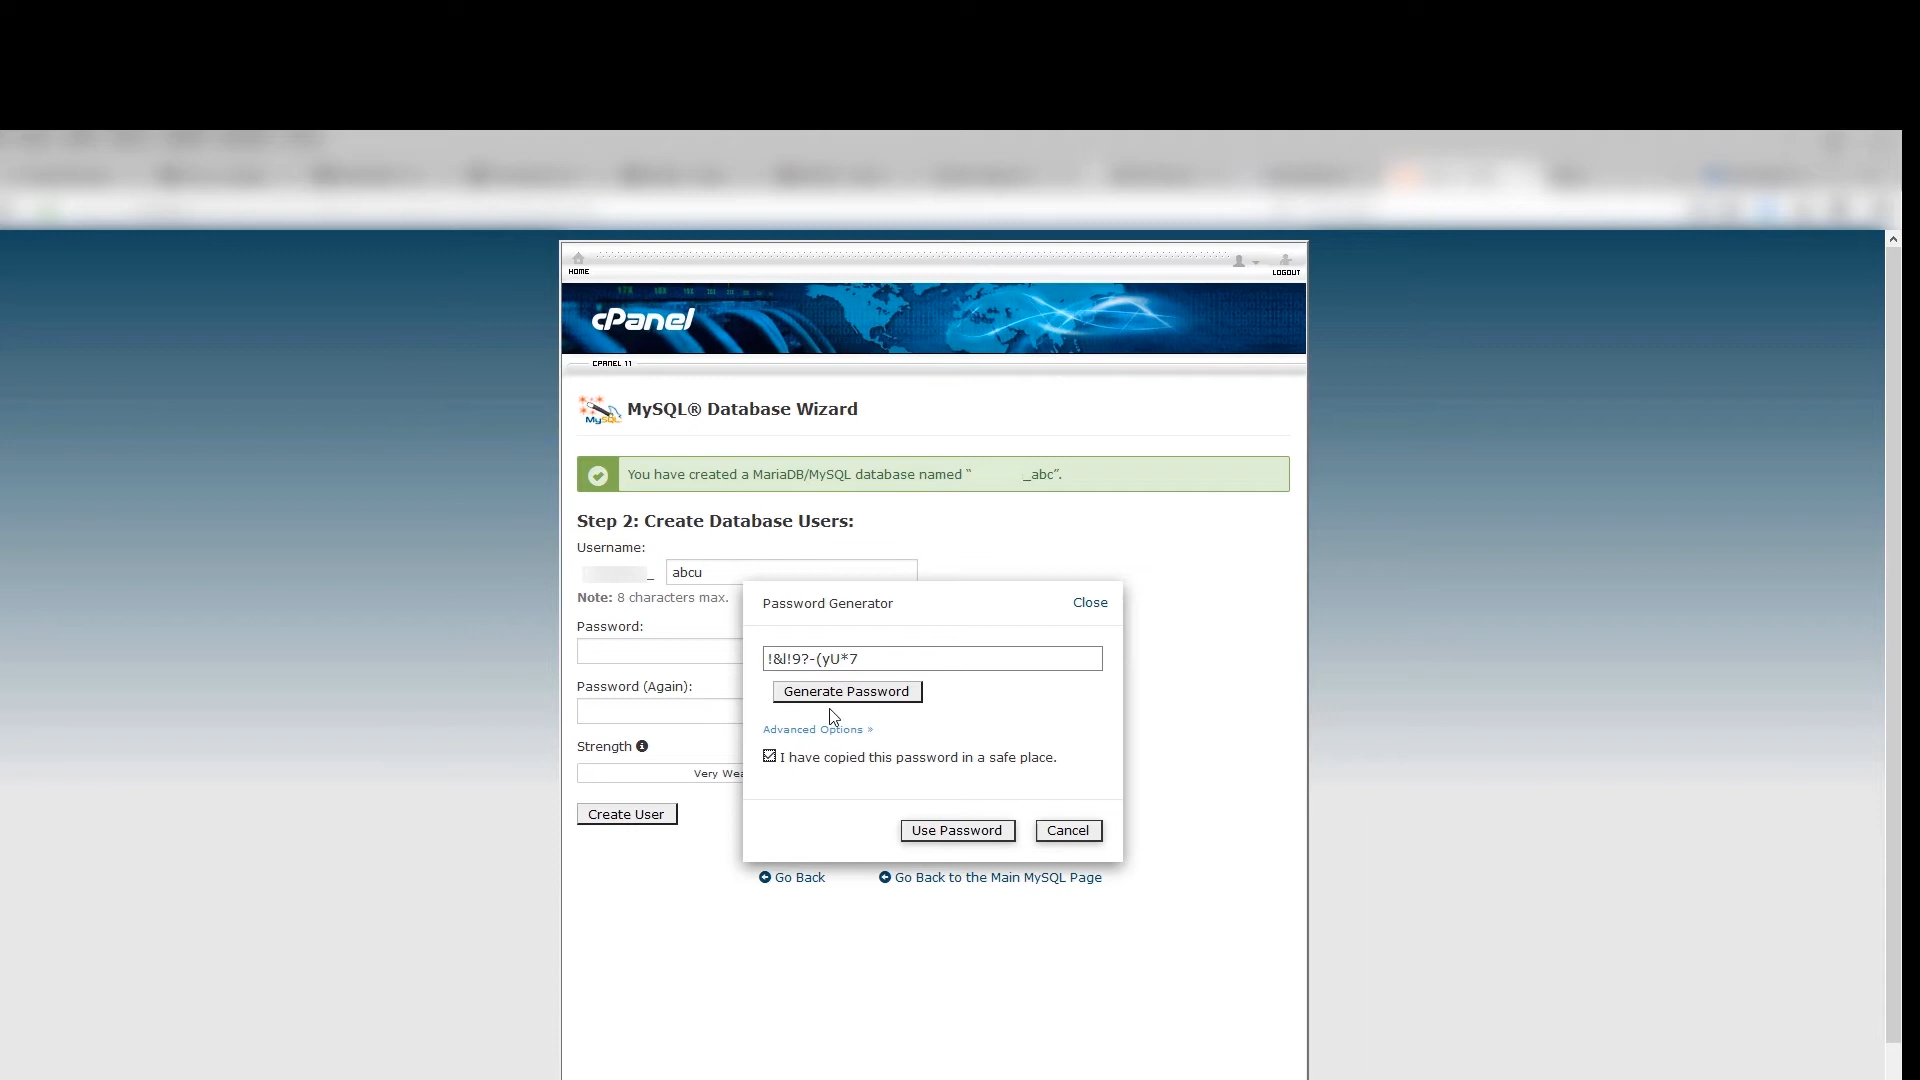 HOME
LOGOUT
cPanel
CPANEL 11
MySQL
MySQL® Database Wizard
You have created a MariaDB/MySQL database named “ _abc”.
Step 2: Create Database Users:
Username:
_ abcu
Note: 8 characters max.
Password Generator
Close
Password:
!&l!9?-(yU*7
Generate Password
Password (Again):
Advanced Options »
Strength
I have copied this password in a safe place.
Very Wea
Create User
Use Password
Cancel
Go Back
Go Back to the Main MySQL Page